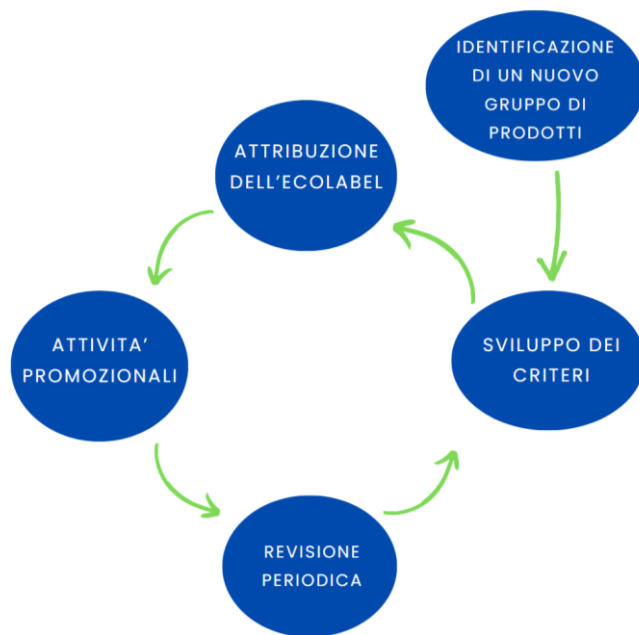 IDENTIFICAZIONE
DI UN NUOVO
GRUPPO DI
PRODOTTI
ATTRIBUZIONE
DELL'ECOLABEL
SVILUPPO DEI
CRITERI
ATTIVITA'
PROMOZIONALI
REVISIONE
PERIODICA